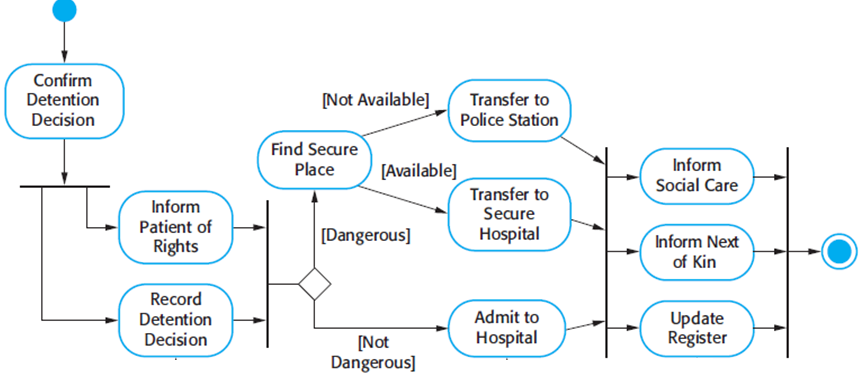 Confirm
Detention
Decision
Inform
Patient of
Rights
Record
Detention
Decision
Find Secure
Place
[Dangerous]
[Not
Dangerous]
[Not Available]
[Available]
Transfer to
Police Station
Transfer to
Secure
Hospital
Admit to
Hospital
Inform
Social Care
Inform Next
of Kin
Update
Register